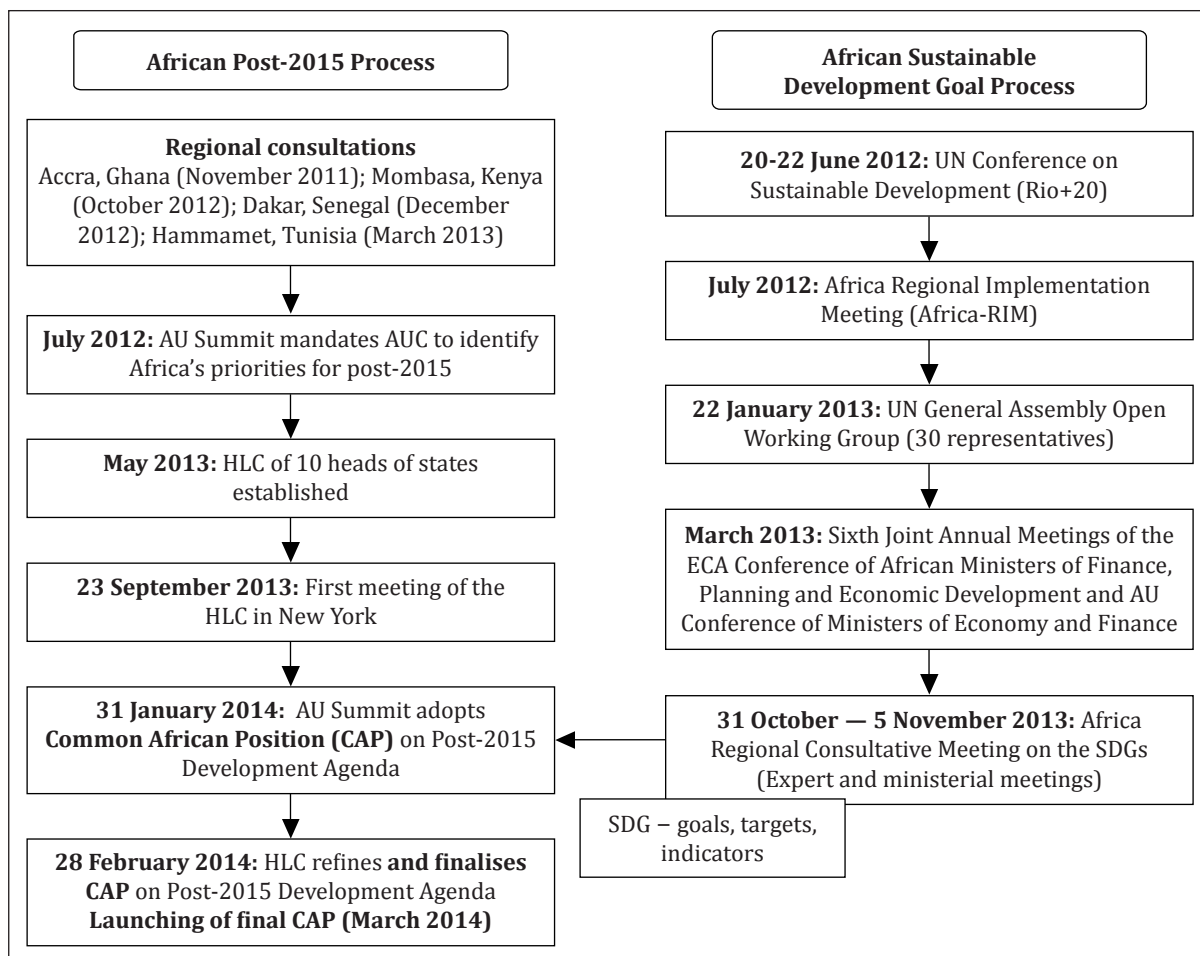 African Post-2015 Process
Regional consultations
Accra, Ghana (November 2011); Mombasa, Kenya
(October 2012); Dakar, Senegal (December
2012); Hammamet, Tunisia (March 2013)
July 2012: AU Summit mandates AUC to identify
Africa’s priorities for post-2015
May 2013: HLC of 10 heads of states
established
23 September 2013: First meeting of the
HLC in New York
31 January 2014: AU Summit adopts
Common African Position (CAP) on Post-2015
Development Agenda
28 February 2014: HLC refines and finalises
CAP on Post-2015 Development Agenda
Launching of final CAP (March 2014)
African Sustainable
Development Goal Process
20-22 June 2012: UN Conference on
Sustainable Development (Rio+20)
July 2012: Africa Regional Implementation
Meeting (Africa-RIM)
22 January 2013: UN General Assembly Open
Working Group (30 representatives)
March 2013: Sixth Joint Annual Meetings of the
ECA Conference of African Ministers of Finance,
Planning and Economic Development and AU
Conference of Ministers of Economy and Finance
31 October — 5 November 2013: Africa
Regional Consultative Meeting on the SDGs
(Expert and ministerial meetings)
SDG – goals, targets,
indicators